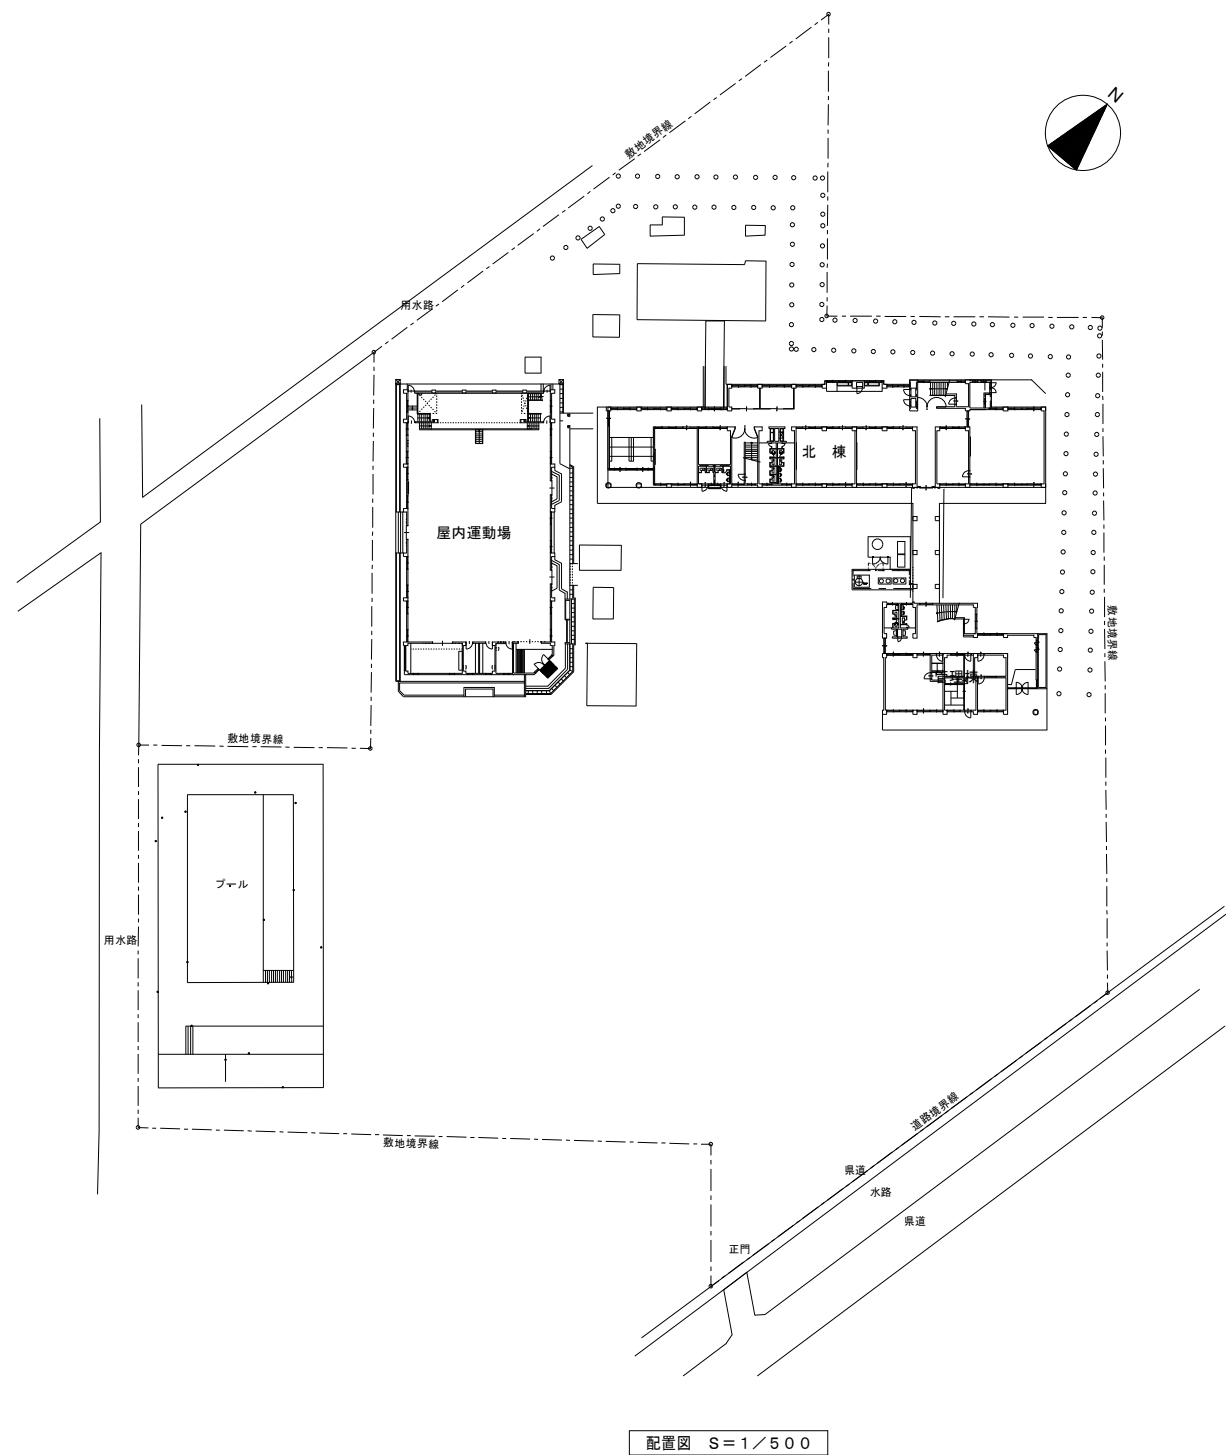 N
敷地境界線
用水路
北　棟
屋内運動場
敷地境界線
管理棟
敷地境界線
プール
用水路
道路境界線
敷地境界線
県道
水路
県道
正門
配置図　Ｓ＝１／５００